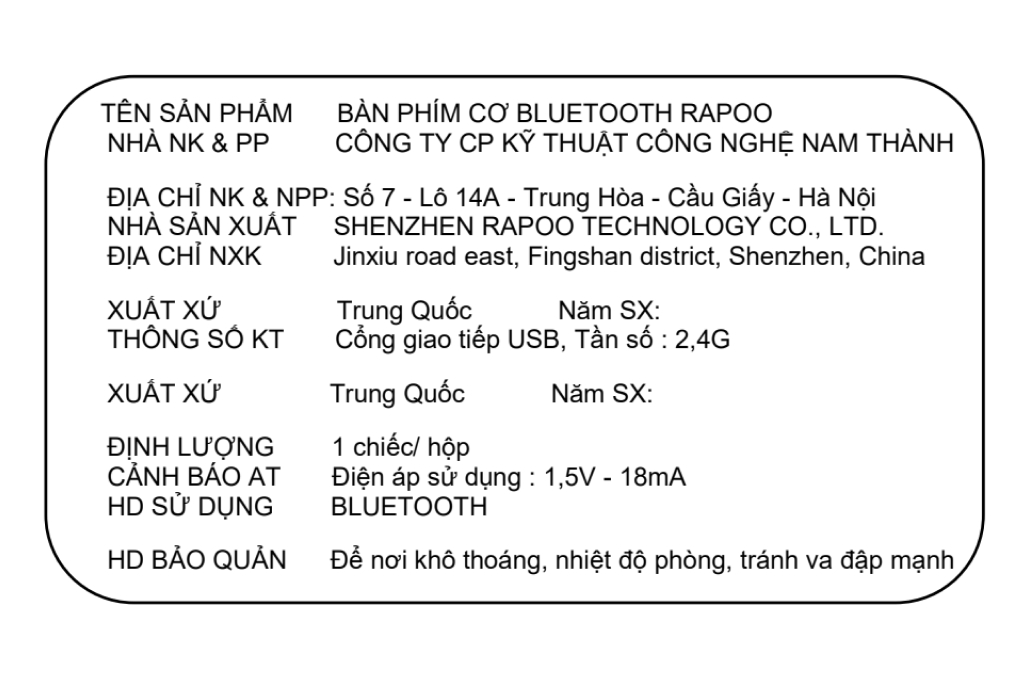 TÊN SẢN PHẨM BÀN PHÍM CƠ BLUETOOTH RAPOO
NHÀ NK & PP CÔNG TY CP KỸ THUẬT CÔNG NGHỆ NAM THÀNH
ĐỊA CHỈ NK & NPP: Số 7 - Lô 14A - Trung Hòa - Cầu Giấy - Hà Nội
NHÀ SẢN XUẤT SHENZHEN RAPOO TECHNOLOGY CO., LTD.
ĐỊA CHỈ NXK Jinxiu road east, Fingshan district, Shenzhen, China
XUẤT XỨ Trung Quốc Năm SX:
THÔNG SỐ KT Cổng giao tiếp USB, Tần số : 2,4G
XUẤT XỨ Trung Quốc Năm SX:
ĐỊNH LƯỢNG 1 chiếc/ hộp
CẢNH BÁO AT Điện áp sử dụng : 1,5V - 18mA
HD SỬ DỤNG BLUETOOTH
HD BẢO QUẢN Để nơi khô thoáng, nhiệt độ phòng, tránh va đập mạnh